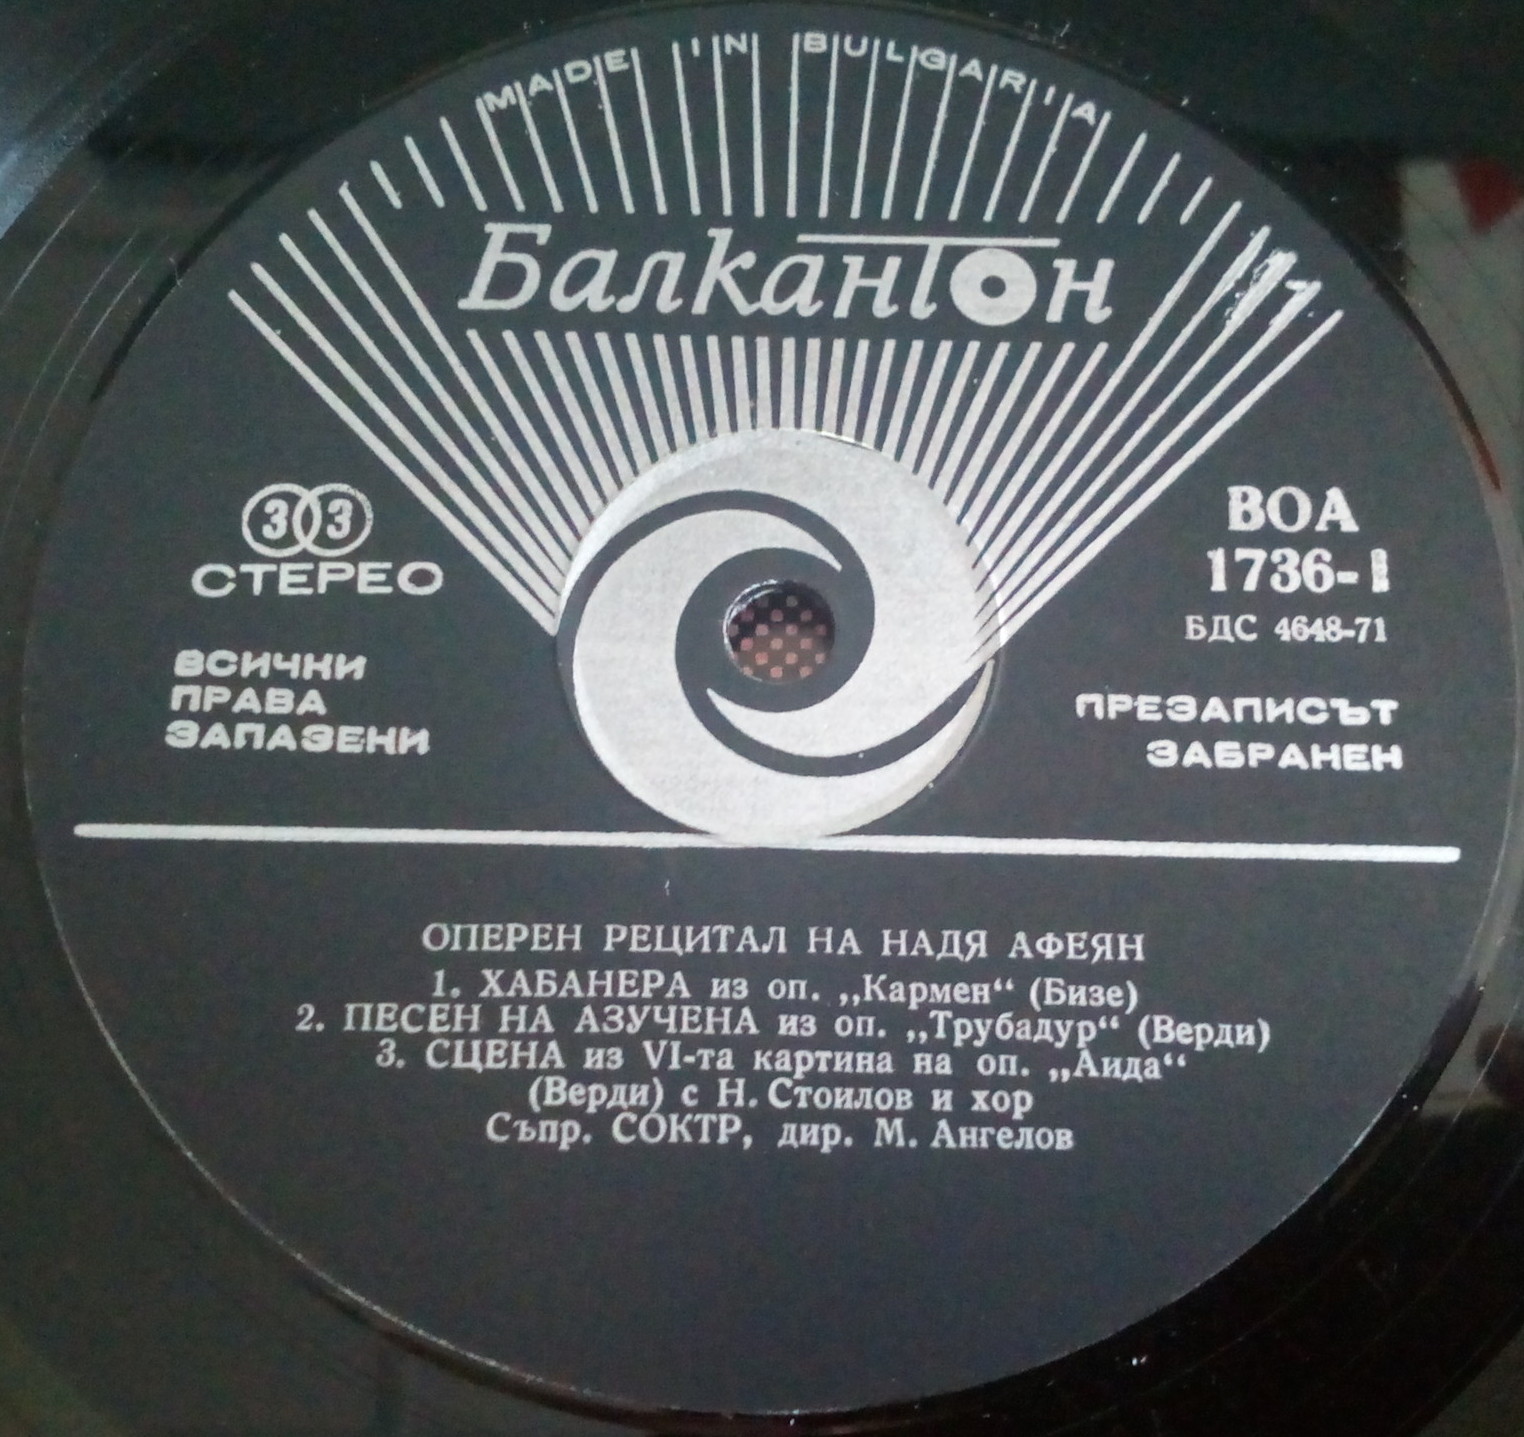 MADE IN BULGARIA
Балкантон
33
СТЕРЕО
ВСИЧКИ
ПРАВА
ЗАПАЗЕНИ
ВОА
1736-I
БДС 4648-71
ПРЕЗАПИСЪТ
ЗАБРАНЕН
ОПЕРЕН РЕЦИТАЛ НА НАДЯ АФЕЯН
1. ХАБАНЕРА из оп. „Кармен“ (Бизе)
2. ПЕСЕН НА АЗУЧЕНА из оп. „Трубадур“ (Верди)
3. СЦЕНА из VI-та картина на оп. „Аида“
(Верди) с Н. Стоилов и хор
Съпр. СОКТР, дир. М. Ангелов